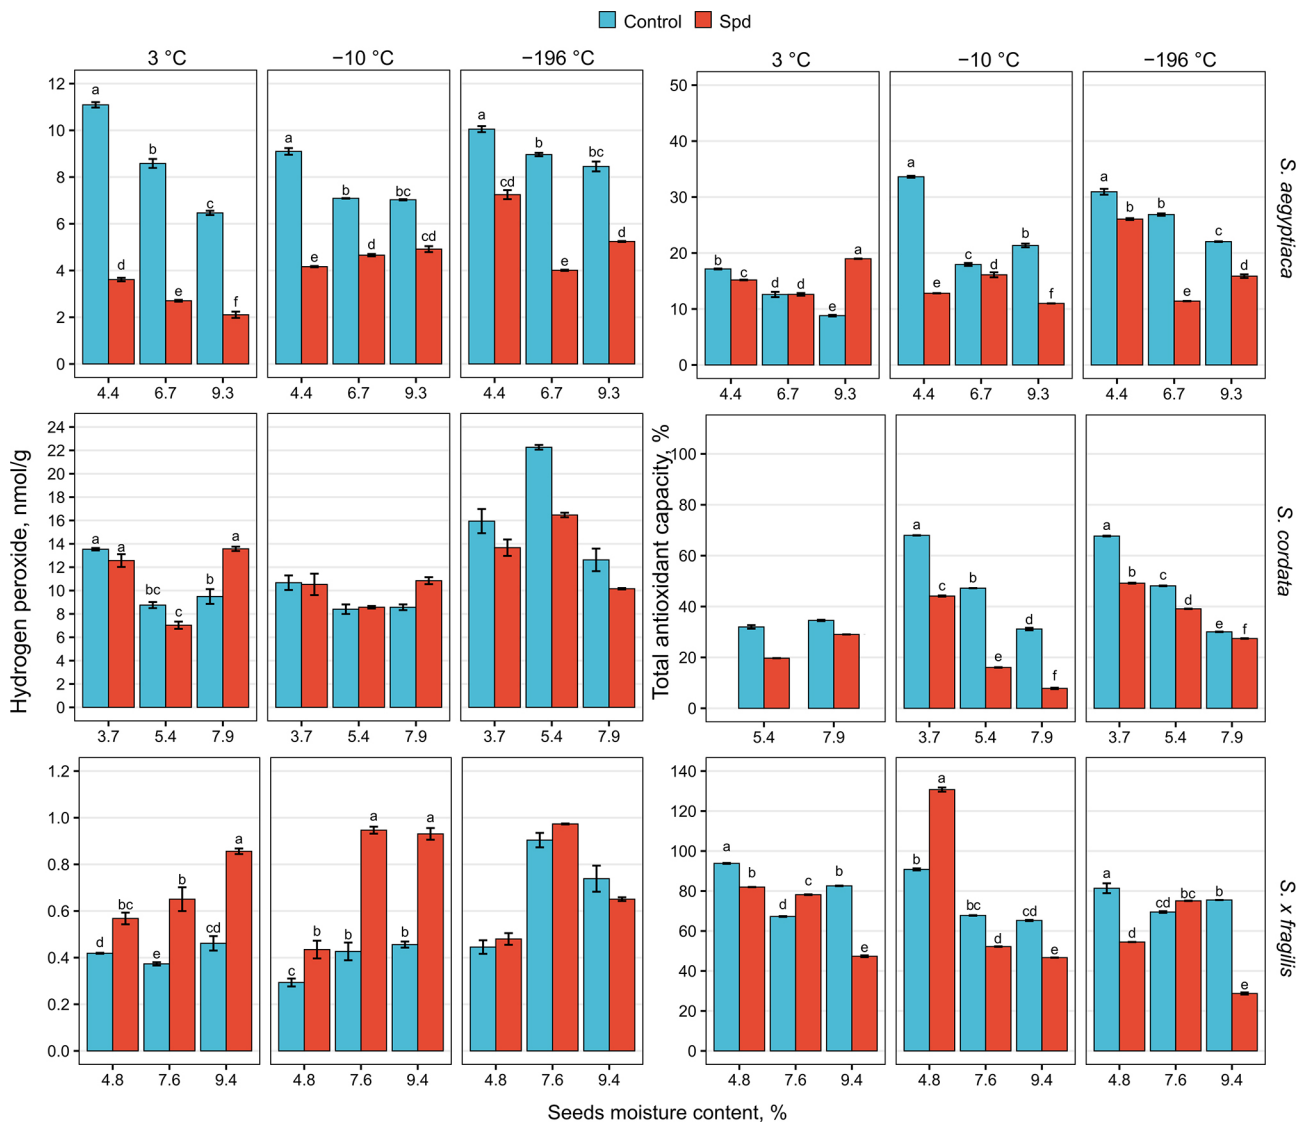 Control Spd
3 °C −10 °C −196 °C 3 °C −10 °C −196 °C
12
10
8
6
4
2
0
a
b
c
d
e
f
a
b
bc
e
d
cd
a
b
bc
cd
e
d
4.4 6.7 9.3 4.4 6.7 9.3 4.4 6.7 9.3
50
40
30
20
10
0
b
c
d
d
e
a
a
e
c
d
b
f
a
b
b
e
c
d
4.4 6.7 9.3 4.4 6.7 9.3 4.4 6.7 9.3
S. aegyptiaca
Hydrogen peroxide, nmol/g
24
22
20
18
16
14
12
10
8
6
4
2
0
a
a
bc
c
b
a
3.7 5.4 7.9 3.7 5.4 7.9 3.7 5.4 7.9
Total antioxidant capacity, %
100
80
60
40
20
0
a
c
b
e
d
f
a
b
c
d
e
f
5.4 7.9 3.7 5.4 7.9 3.7 5.4 7.9
S. cordata
1.2
1.0
0.8
0.6
0.4
0.2
0.0
d
bc
e
b
cd
a
c
b
b
a
b
a
4.8 7.6 9.4 4.8 7.6 9.4 4.8 7.6 9.4
140
120
100
80
60
40
20
0
a
b
d
c
b
e
b
a
bc
d
cd
e
a
d
cd
bc
b
e
4.8 7.6 9.4 4.8 7.6 9.4 4.8 7.6 9.4
S. x fragilis
Seeds moisture content, %